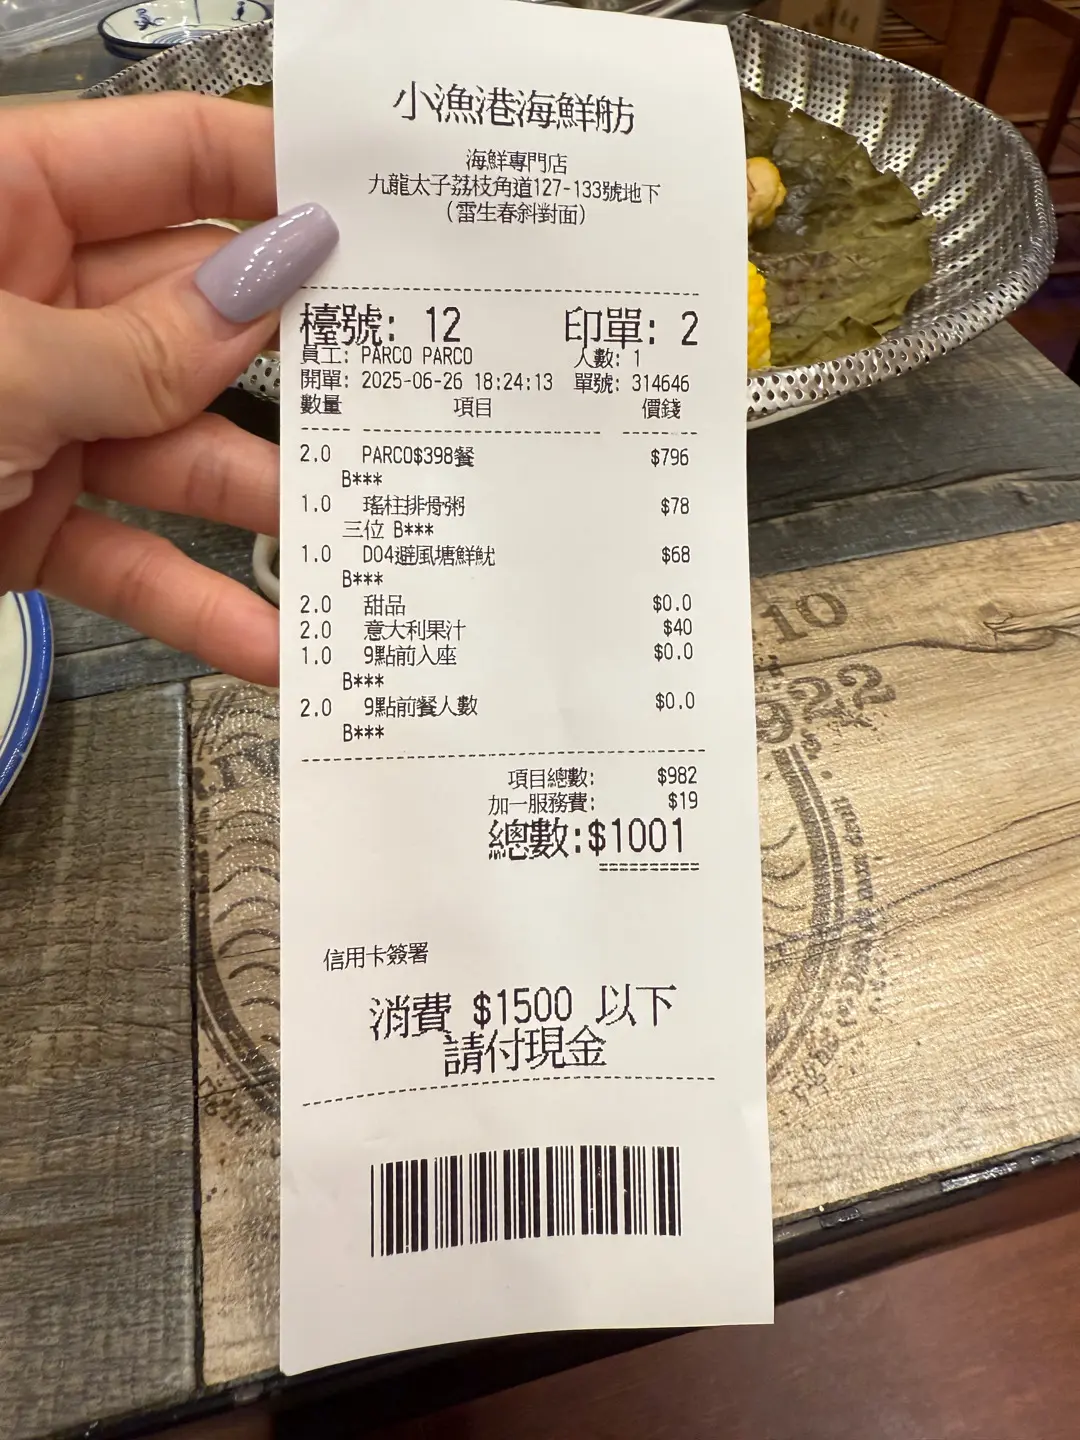 小漁港海鮮舫
海鮮專門店
九龍太子荔枝角道127-133號地下
(雷生春斜對面)
檯號: 12 印單: 2
員工: PARCO PARCO 人數: 1
開單: 2025-06-26 18:24:13 單號: 314646
數量 項目 價錢
2.0 PARCO$398餐 $796
B***
1.0 瑤柱排骨粥 $78
三位 B***
1.0 D04避風塘鮮魷 $68
B***
2.0 甜品 $0.0
2.0 意大利果汁 $40
1.0 9點前入座 $0.0
B***
2.0 9點前餐人數 $0.0
B***
項目總數: $982
加一服務費: $19
總數:$1001
信用卡簽署
消費 $1500 以下
請付現金
10
1922